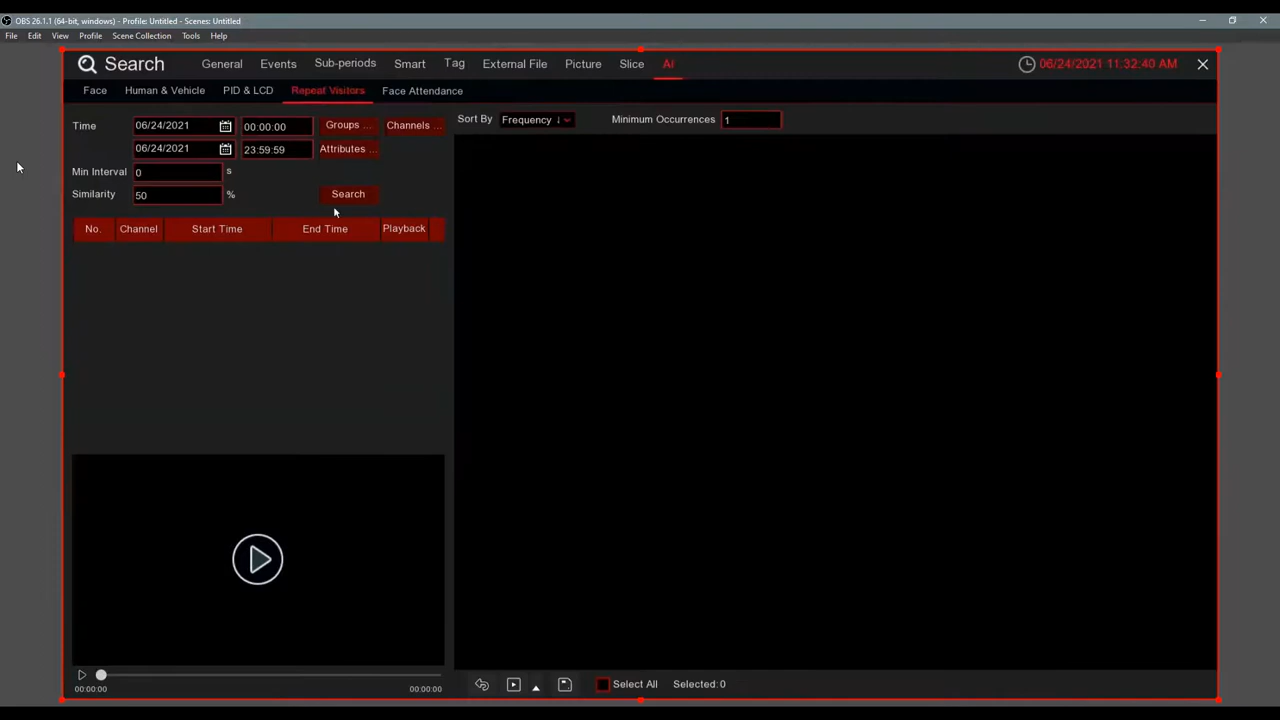 OBS 26.1.1 (64-bit, windows) - Profile: Untitled - Scenes: Untitled
File Edit View Profile Scene Collection Tools Help
Search General Events Sub-periods Smart Tag External File Picture Slice AI 06/24/2021 11:32:40 AM
Face Human & Vehicle PID & LCD Repeat Visitors Face Attendance
Time 06/24/2021 00:00:00 Groups ... Channels ... Sort By Frequency ↓ Minimum Occurrences 1
06/24/2021 23:59:59 Attributes ...
Min Interval 0 s
Similarity 50 % Search
No. Channel Start Time End Time Playback
00:00:00 00:00:00
Select All Selected: 0